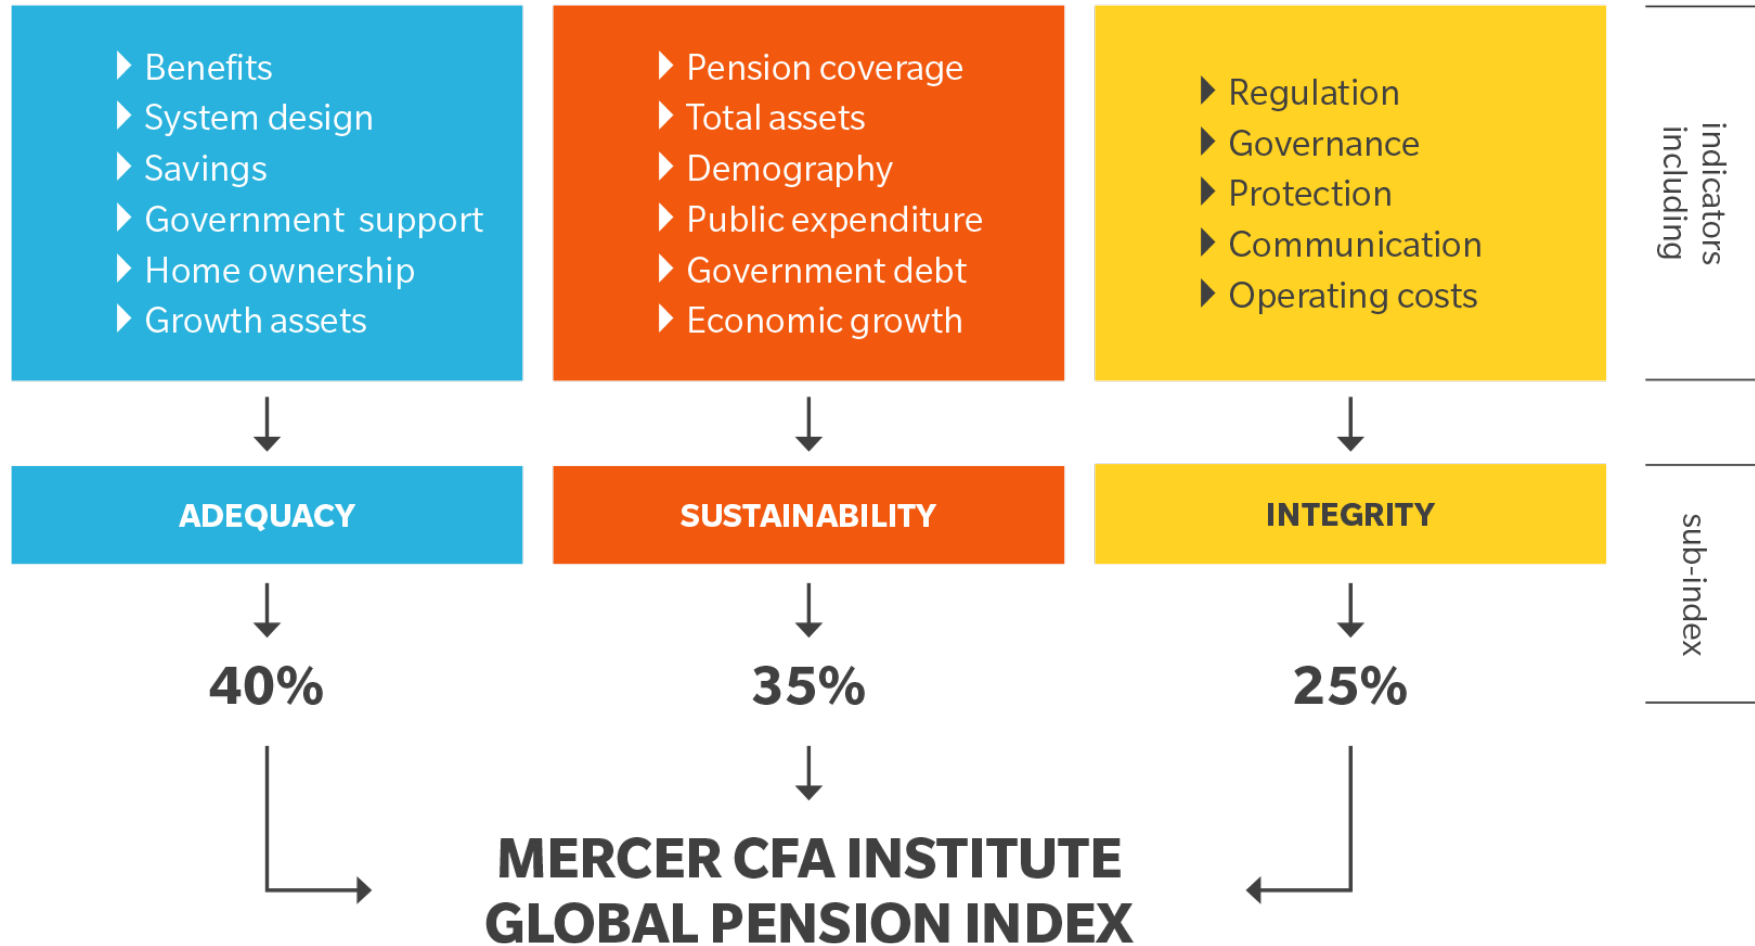 Benefits
System design
Savings
Government support
Home ownership
Growth assets
Pension coverage
Total assets
Demography
Public expenditure
Government debt
Economic growth
Regulation
Governance
Protection
Communication
Operating costs
indicators
including
ADEQUACY
SUSTAINABILITY
INTEGRITY
sub-index
40%
35%
25%
MERCER CFA INSTITUTE
GLOBAL PENSION INDEX